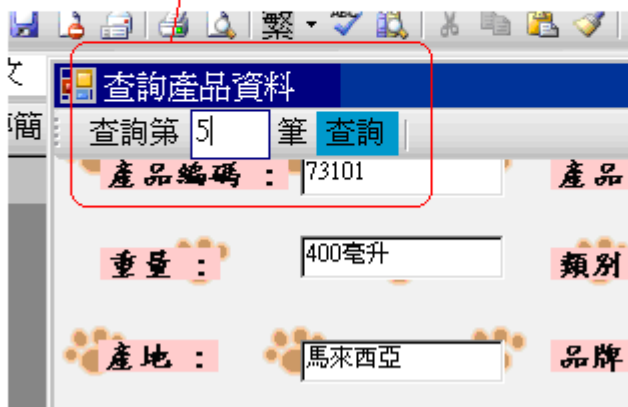 繁
文
簡
查詢產品資料
查詢第 5 筆 查詢
產品編碼 : 73101 產品
重量 : 400毫升 類別
產地 : 馬來西亞 品牌